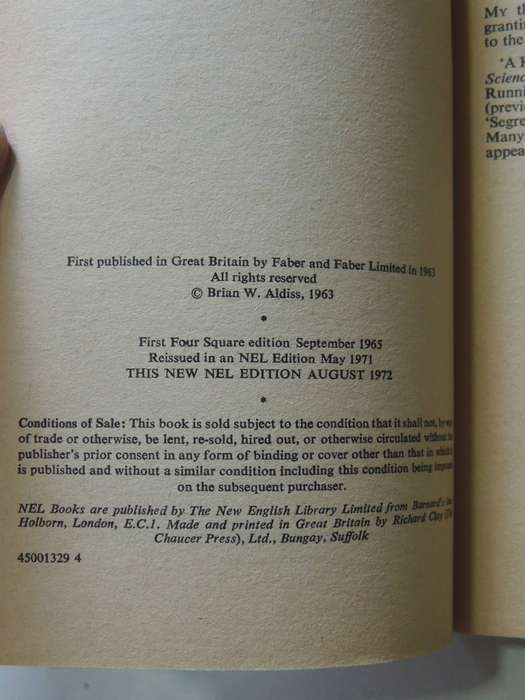 First published in Great Britain by Faber and Faber Limited in 1963
All rights reserved
© Brian W. Aldiss, 1963
•
First Four Square edition September 1965
Reissued in an NEL Edition May 1971
THIS NEW NEL EDITION AUGUST 1972
•
Conditions of Sale: This book is sold subject to the condition that it shall not, by
of trade or otherwise, be lent, re-sold, hired out, or otherwise circulated without
publisher's prior consent in any form of binding or cover other than that in which
is published and without a similar condition including this condition being
on the subsequent purchaser.
NEL Books are published by The New English Library Limited from Barnard's
Holborn, London, E.C.1. Made and printed in Great Britain by Richard Clay
Chaucer Press), Ltd., Bungay, Suffolk
45001329 4
MY
to the
'A
Many